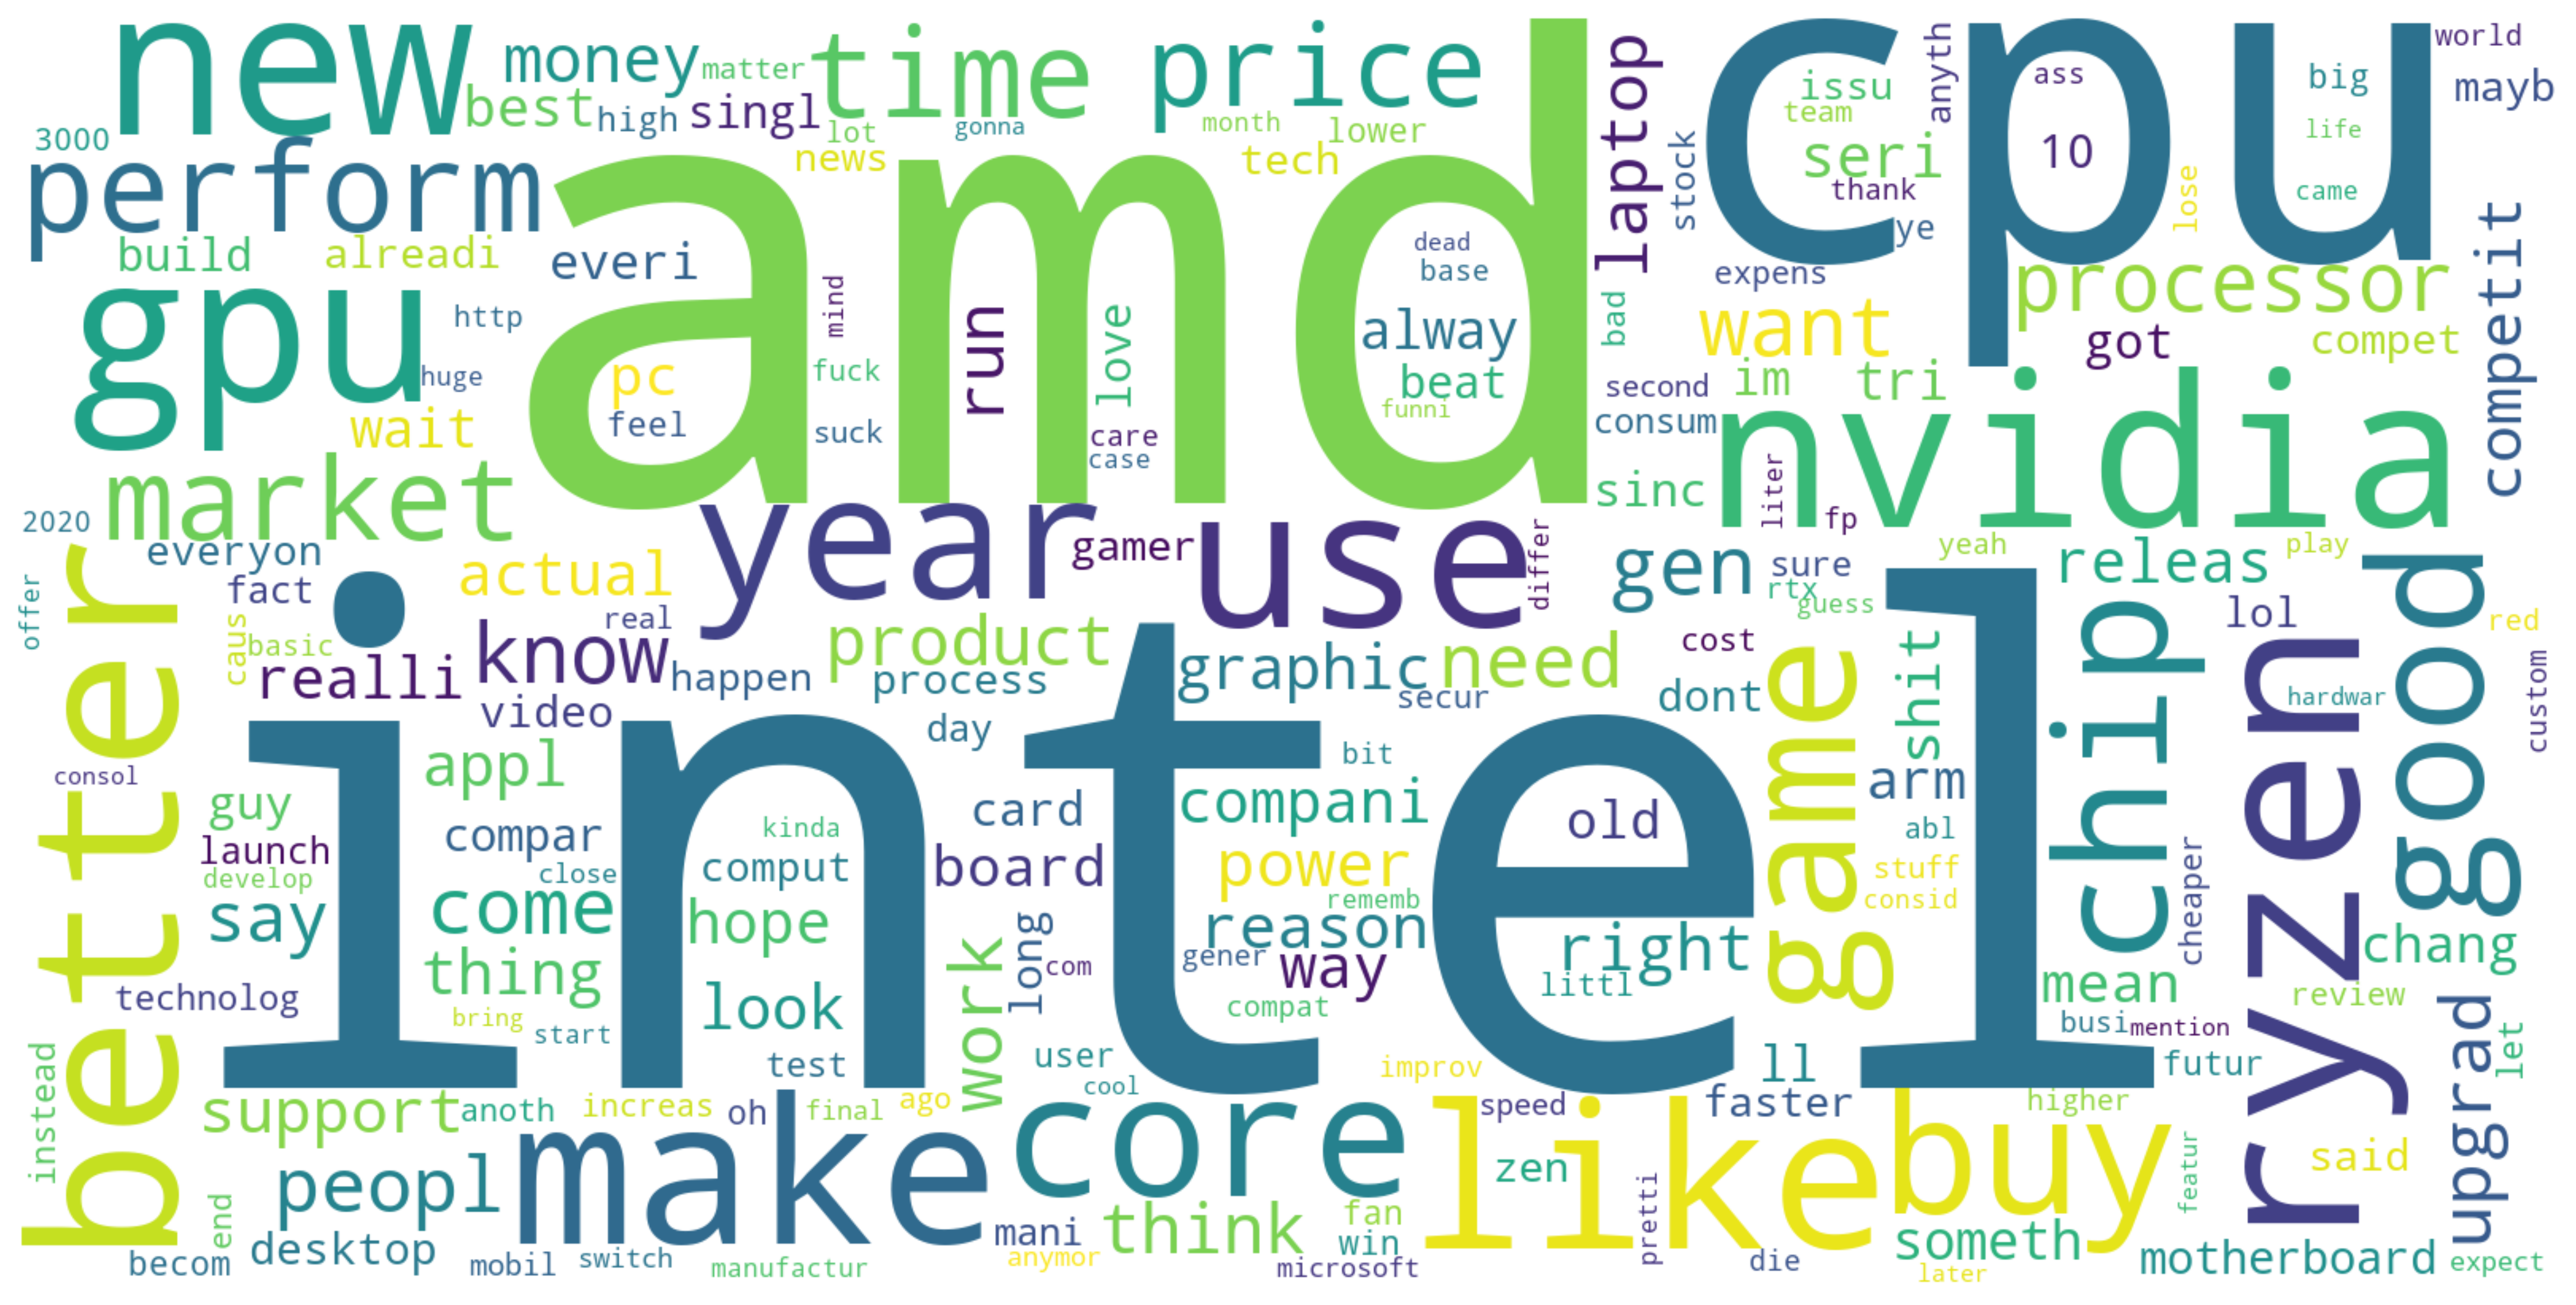 new
money
matter
time
price
laptop
cpu
world
best
high
singl
lot
gonna
month
lower
issu
team
anyth
ass
big
mayb
3000
perform
news
amd
tech
stock
seri
thank
10
life
came
lose
ye
build
alreadi
everi
mind
dead
base
alway
bad
expens
processor
competit
gpu
http
huge
pc
feel
fuck
suck
run
love
care
case
beat
funni
want
got
compet
second
im
tri
consum
nvidia
wait
market
2020
everyon
sinc
liter
fp
year
gamer
use
differ
gen
sure
rtx
guess
yeah
releas
play
good
better
offer
fact
caus
basic
actual
real
realli
know
happen
video
product
process
day
graphic
secur
need
cost
dont
game
shit
chip
lol
ryzen
red
hardwar
custom
intel
consol
appl
guy
launch
develop
say
compar
close
come
kinda
comput
hope
card
board
bit
compani
power
rememb
reason
old
right
littl
arm
abl
stuff
consid
cheaper
chang
technolog
thing
bring
start
look
test
work
long
com
gener
way
compat
mean
review
busi
mention
upgrad
let
instead
support
anoth
increas
oh
final
ago
user
cool
improv
ll
speed
faster
futur
higher
core
like
buy
make
peopl
end
becom
desktop
mobil
switch
manufactur
mani
anymor
think
fan
win
microsoft
zen
pretti
die
someth
later
featur
said
motherboard
expect